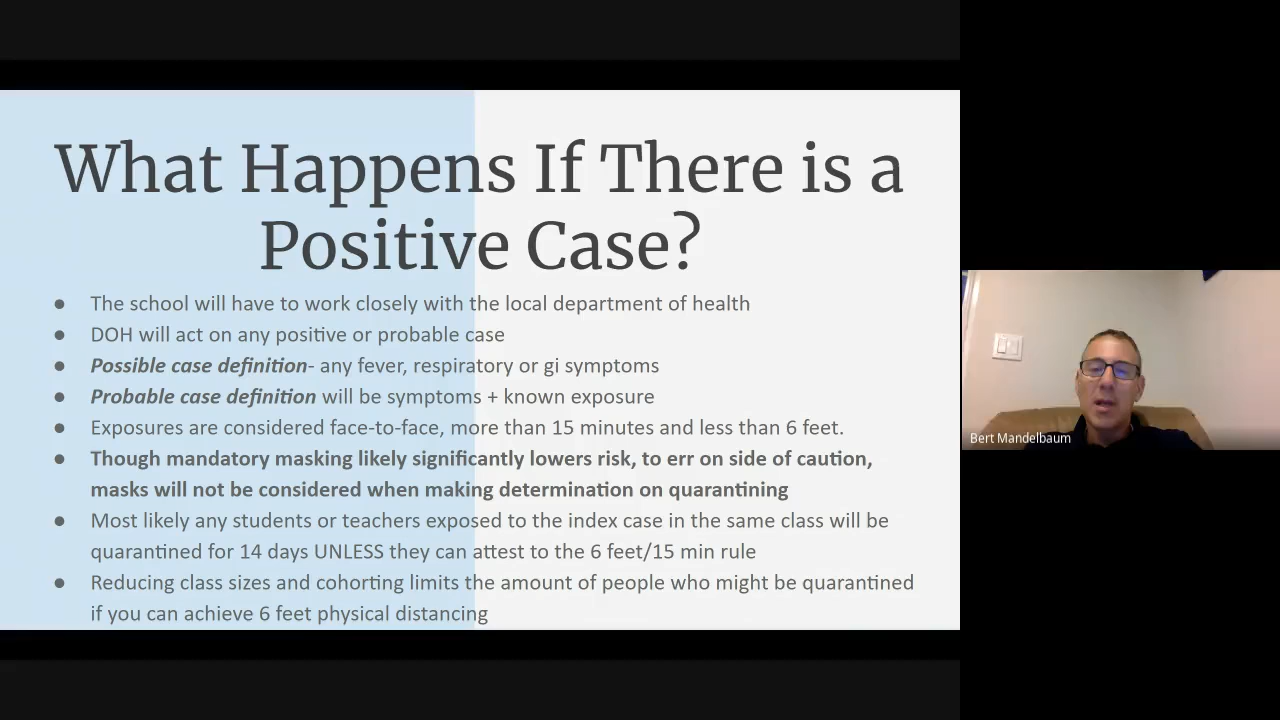 What Happens If There is a
Positive Case?
● The school will have to work closely with the local department of health
● DOH will act on any positive or probable case
● Possible case definition- any fever, respiratory or gi symptoms
● Probable case definition will be symptoms + known exposure
● Exposures are considered face-to-face, more than 15 minutes and less than 6 feet.
● Though mandatory masking likely significantly lowers risk, to err on side of caution,
masks will not be considered when making determination on quarantining
● Most likely any students or teachers exposed to the index case in the same class will be
quarantined for 14 days UNLESS they can attest to the 6 feet/15 min rule
● Reducing class sizes and cohorting limits the amount of people who might be quarantined
if you can achieve 6 feet physical distancing
Bert Mandelbaum